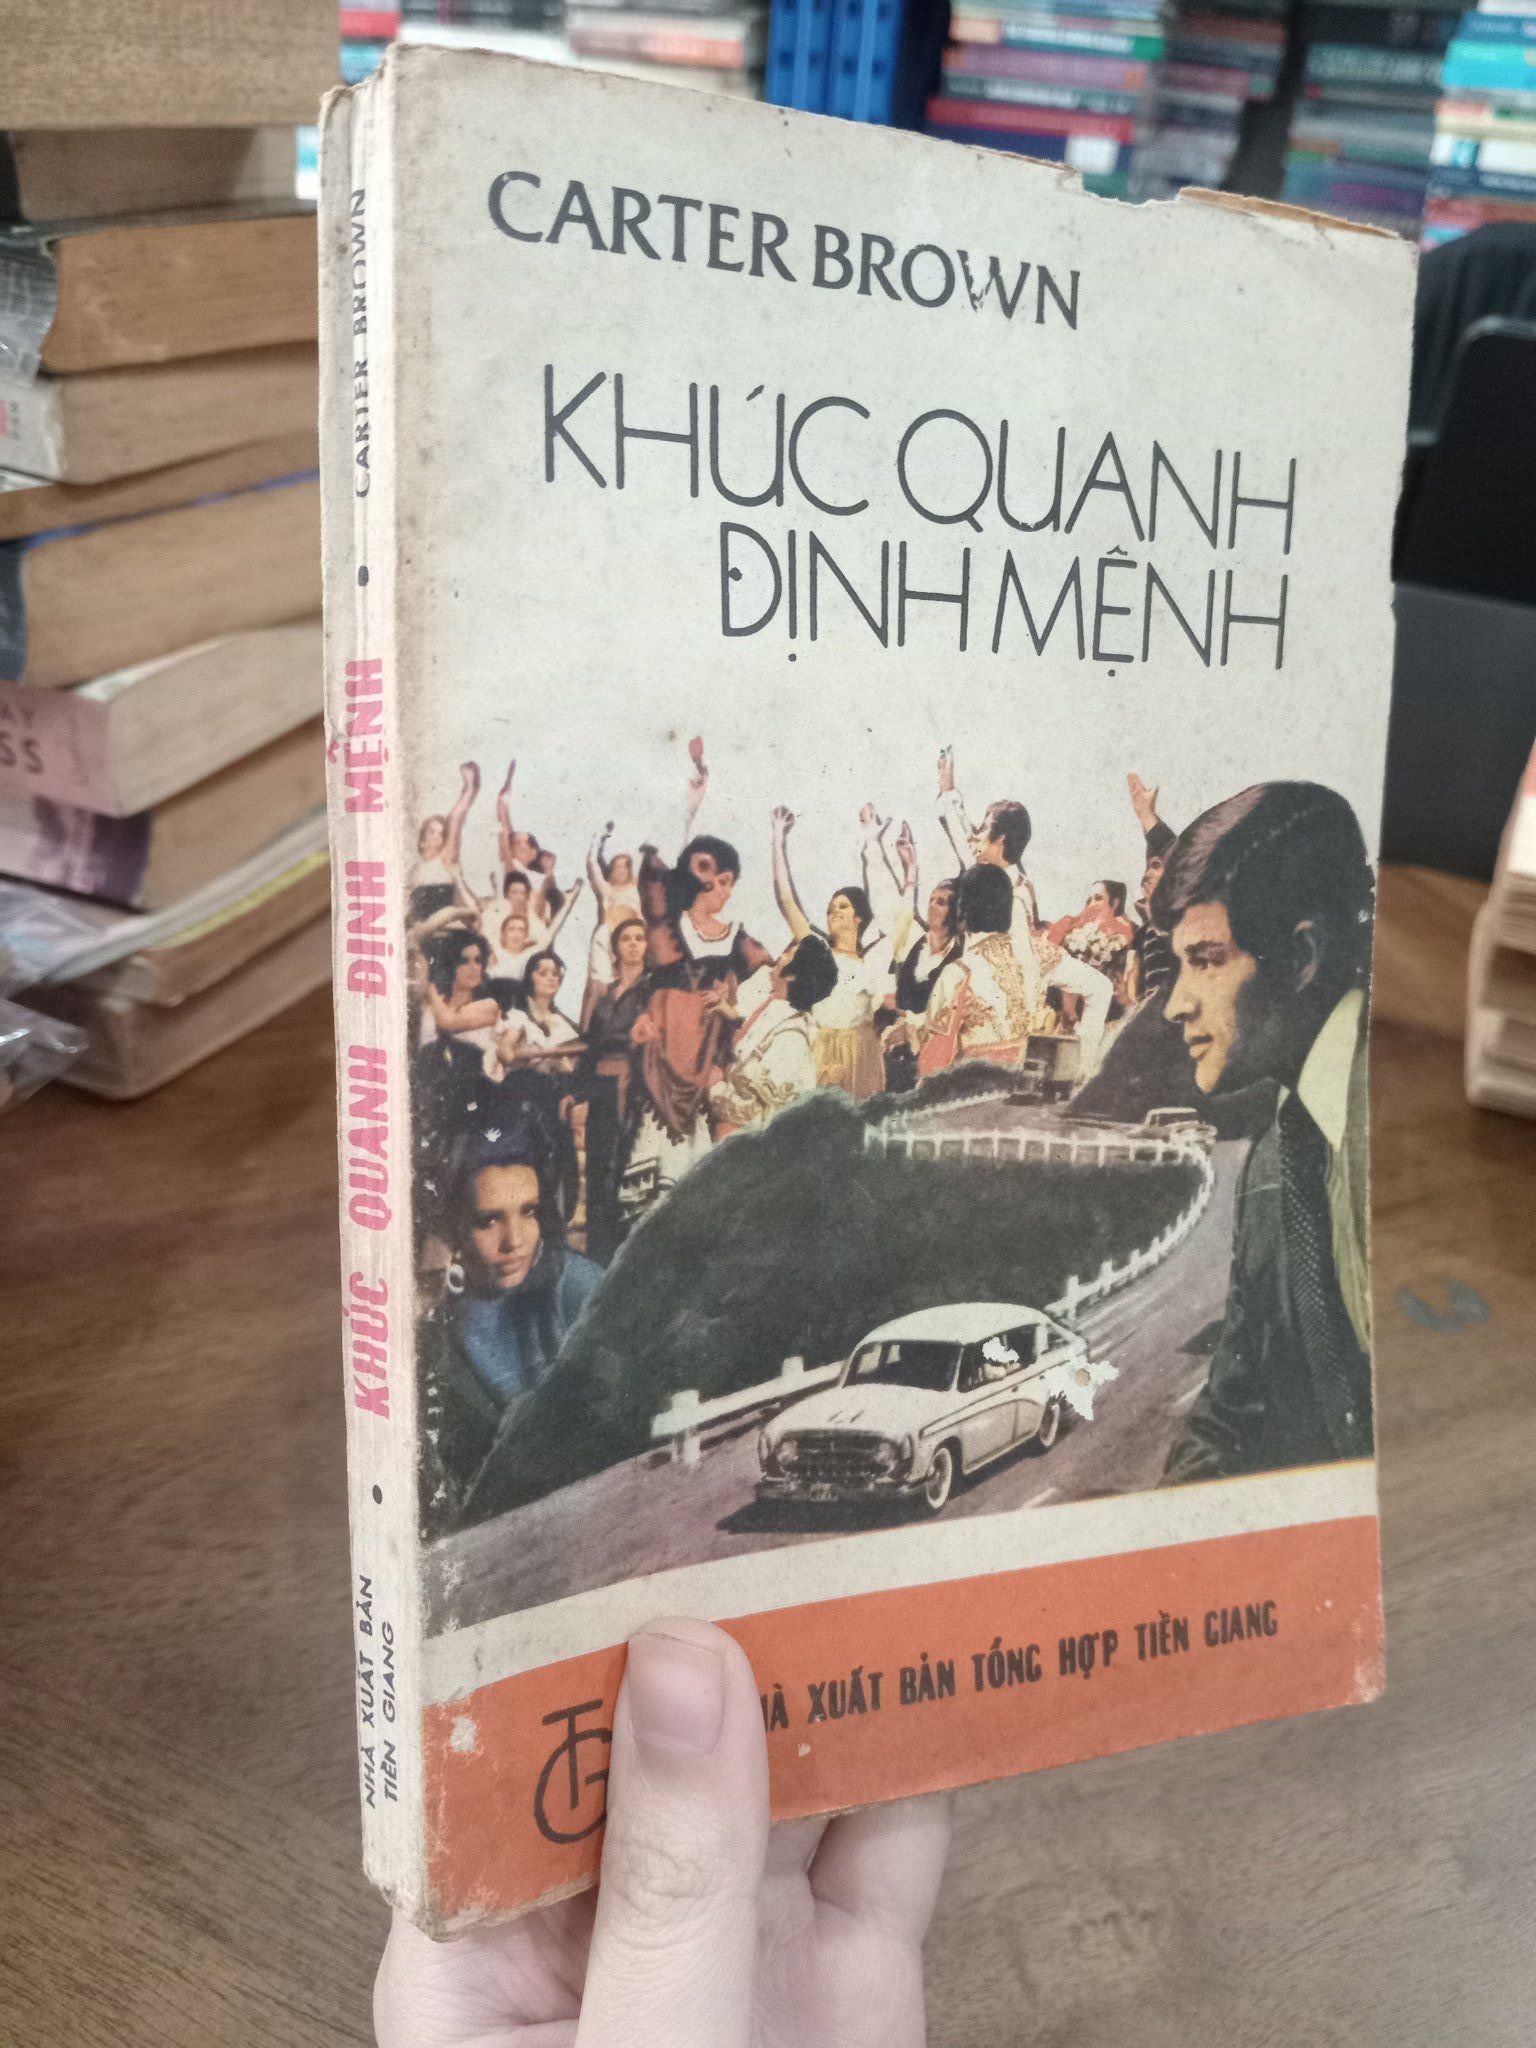 CARTER BROWN
KHÚC QUANH
ĐỊNH MỆNH
XUẤT BẢN TỔNG HỢP TIỀN GIANG
TG
KHÚC QUANH ĐỊNH MỆNH • CARTER BROWN
• NHÀ XUẤT BẢN
TIỀN GIANG